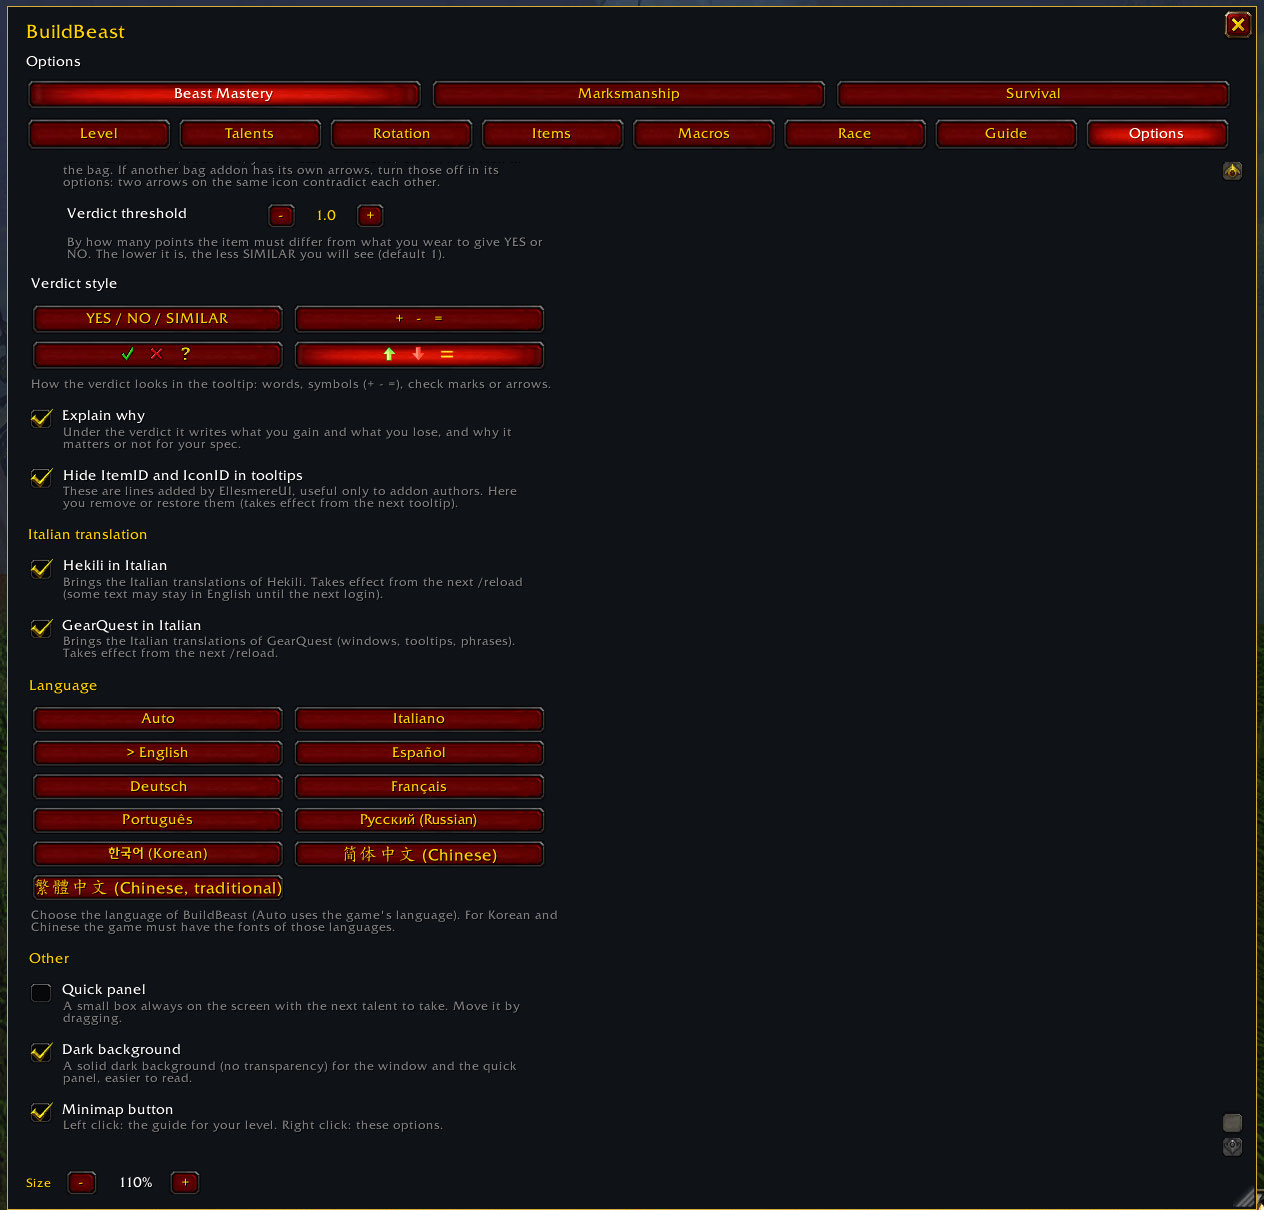 BuildBeast
Options
Beast Mastery Marksmanship Survival
Level Talents Rotation Items Macros Race Guide Options
the bag. If another bag addon has its own arrows, turn those off in its
options: two arrows on the same icon contradict each other.
Verdict threshold - 1.0 +
By how many points the item must differ from what you wear to give YES or
NO. The lower it is, the less SIMILAR you will see (default 1).
Verdict style
YES / NO / SIMILAR + - =
?
How the verdict looks in the tooltip: words, symbols (+ - =), check marks or arrows.
Explain why
Under the verdict it writes what you gain and what you lose, and why it
matters or not for your spec.
Hide ItemID and IconID in tooltips
These are lines added by EllesmereUI, useful only to addon authors. Here
you remove or restore them (takes effect from the next tooltip).
Italian translation
Hekili in Italian
Brings the Italian translations of Hekili. Takes effect from the next /reload
(some text may stay in English until the next login).
GearQuest in Italian
Brings the Italian translations of GearQuest (windows, tooltips, phrases).
Takes effect from the next /reload.
Language
Auto Italiano
> English Español
Deutsch Français
Português Русский (Russian)
한국어 (Korean) 简体中文 (Chinese)
繁體中文 (Chinese, traditional)
Choose the language of BuildBeast (Auto uses the game's language). For Korean and
Chinese the game must have the fonts of those languages.
Other
Quick panel
A small box always on the screen with the next talent to take. Move it by
dragging.
Dark background
A solid dark background (no transparency) for the window and the quick
panel, easier to read.
Minimap button
Left click: the guide for your level. Right click: these options.
Size - 110% +